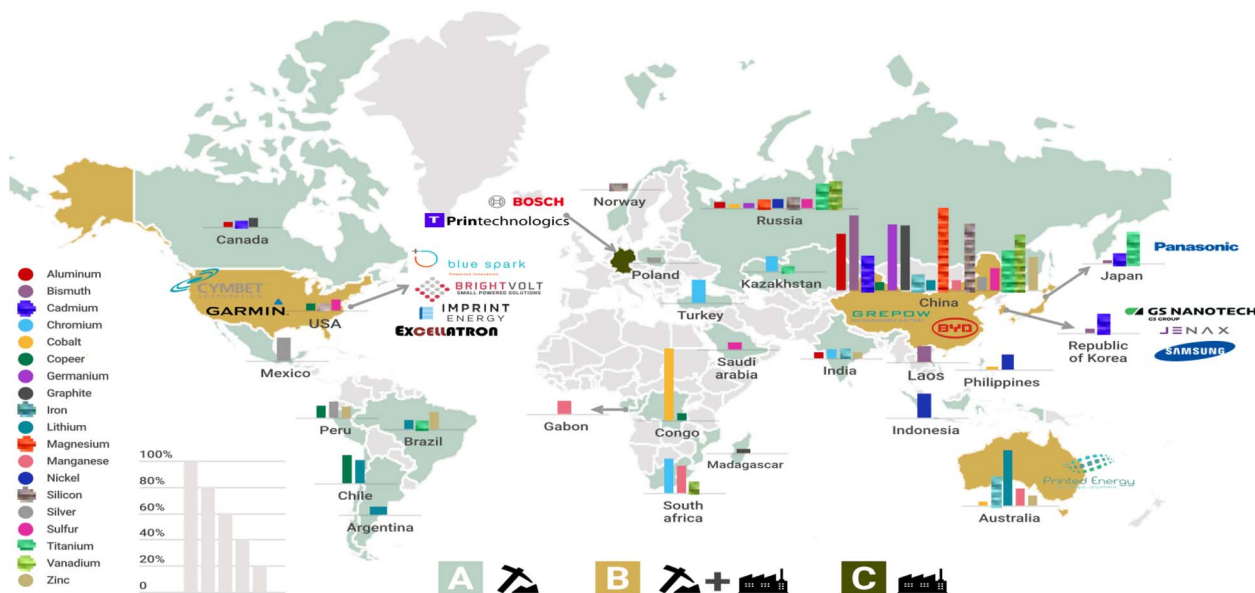 BOSCH
Printechnologics
Norway
Russia
Canada
Poland
Kazakhstan
China
Japan
Panasonic
Aluminum
Bismuth
Cadmium
Chromium
Cobalt
Copeer
Germanium
Graphite
Iron
Lithium
Magnesium
Manganese
Nickel
Silicon
Silver
Sulfur
Titanium
Vanadium
Zinc
CYMBET
CORPORATION
GARMIN
USA
blue spark
BRIGHTVOLT
SMALL POWERED SOLUTIONS
IMPRINT
ENERGY
EXCELLATRON
Turkey
GREPOW
BYD
GS NANOTECH
GS GROUP
JENAX
SAMSUNG
Republic
of Korea
Mexico
Saudi
arabia
India
Laos
Philippines
Peru
Brazil
Gabon
Congo
Indonesia
Madagascar
Chile
Argentina
South
africa
Printed Energy
Australia
100%
80%
60%
40%
20%
0
A
B
+
C